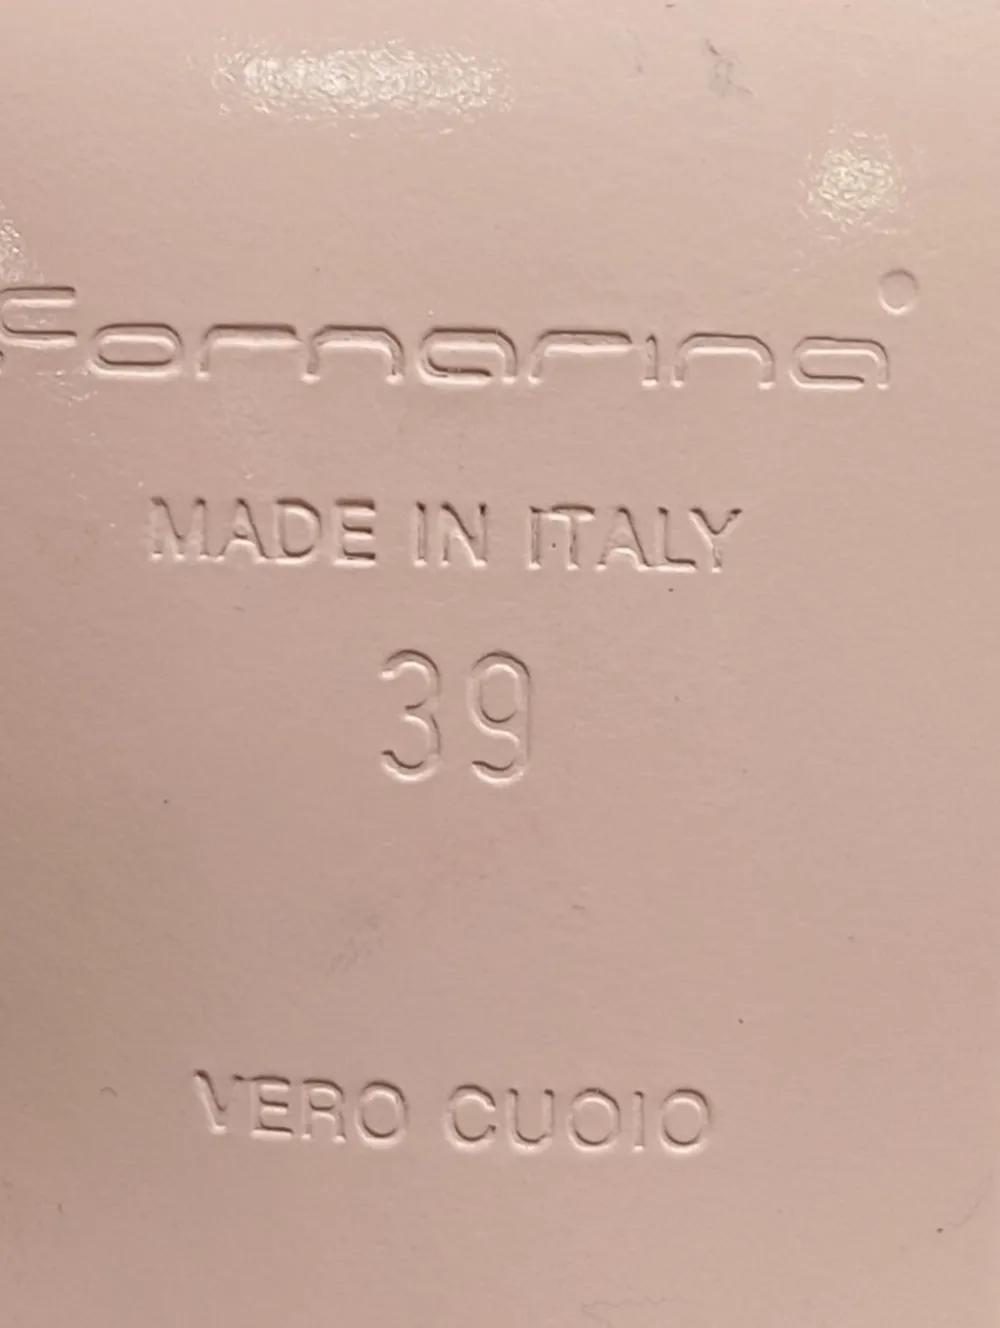 Fornarina
MADE IN ITALY
39
VERO CUOIO